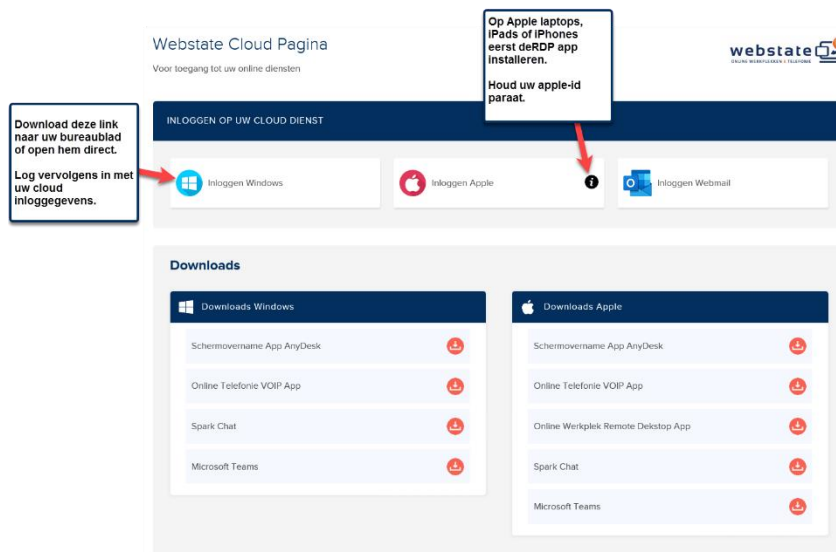 Op Apple laptops,
iPads of iPhones
eerst deRDP app
installeren.
Houd uw apple-id
paraat.
Webstate Cloud Pagina
Voor toegang tot uw online diensten
webstate
ONLINE WERKPLEKKEN & TELEFONIE
INLOGGEN OP UW CLOUD DIENST
Download deze link
naar uw bureaublad
of open hem direct.
Log vervolgens in met
uw cloud
inloggegevens.
Inloggen Windows
Inloggen Apple
i
Inloggen Webmail
Downloads
Downloads Windows
Schermovername App AnyDesk
Online Telefonie VOIP App
Spark Chat
Microsoft Teams
Downloads Apple
Schermovername App AnyDesk
Online Telefonie VOIP App
Online Werkplek Remote Dekstop App
Spark Chat
Microsoft Teams